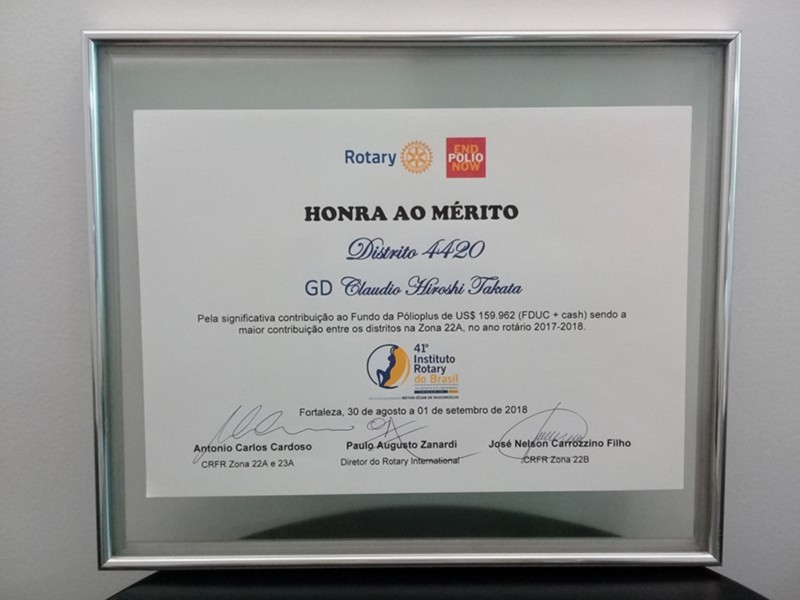 Rotary
END
POLIO
NOW
HONRA AO MÉRITO
Distrito 4420
GD Claudio Hiroshi Takata
Pela significativa contribuição ao Fundo da Pólioplus de US$ 159.962 (FDUC + cash) sendo a
maior contribuição entre os distritos na Zona 22A, no ano rotário 2017-2018.
41º
Instituto
Rotary
do Brasil
Fortaleza, 30 de agosto a 01 de setembro de 2018
Antonio Carlos Cardoso
CRFR Zona 22A e 23A
Paulo Augusto Zanardi
Diretor do Rotary International
José Nelson Carrozzino Filho
CRFR Zona 22B